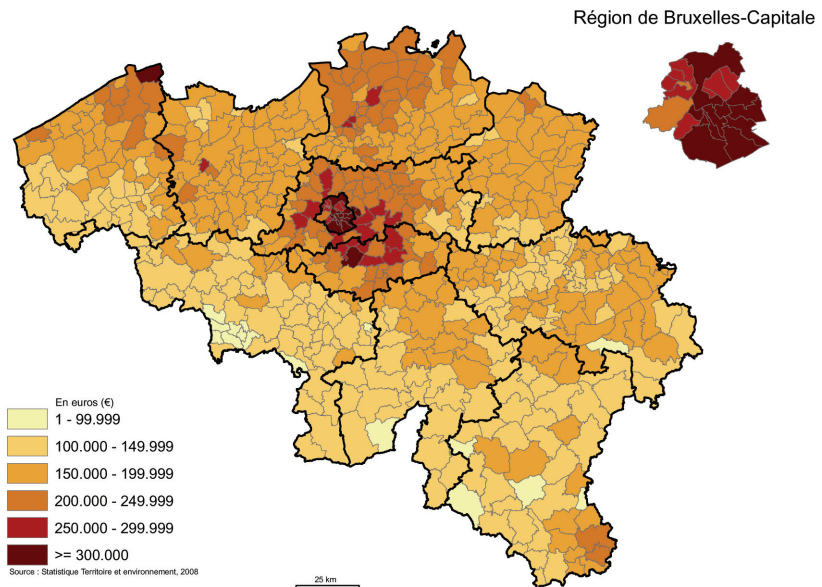 Région de Bruxelles-Capitale
En euros (€)
1 - 99.999
100.000 - 149.999
150.000 - 199.999
200.000 - 249.999
250.000 - 299.999
>= 300.000
Source : Statistique Territoire et environnement, 2008
25 km